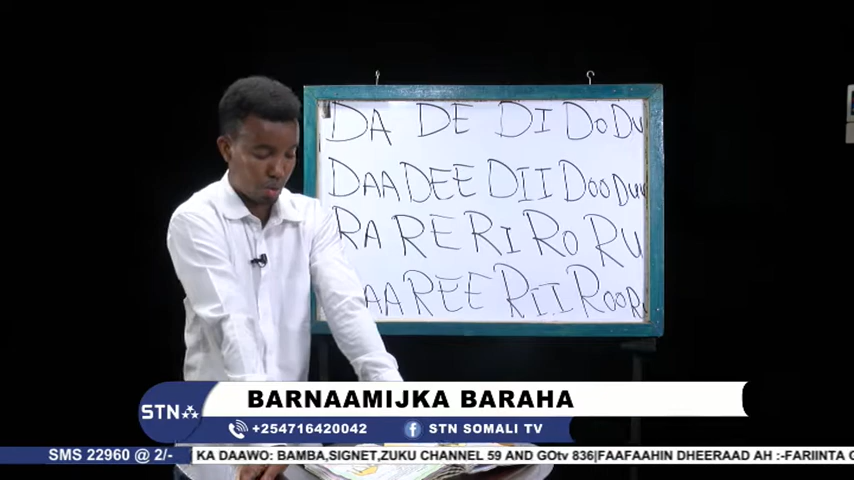 DA DE DI DO DU
DAA DEE DII DOO DUU
RA RE RI RO RU
AA REE RII ROO R
BARNAAMIJKA BARAHA
STN
+254716420042
STN SOMALI TV
SMS 22960 @ 2/-
KA DAAWO: BAMBA,SIGNET,ZUKU CHANNEL 59 AND GOtv 836|FAAFAAHIN DHEERAAD AH :-FARIINTA